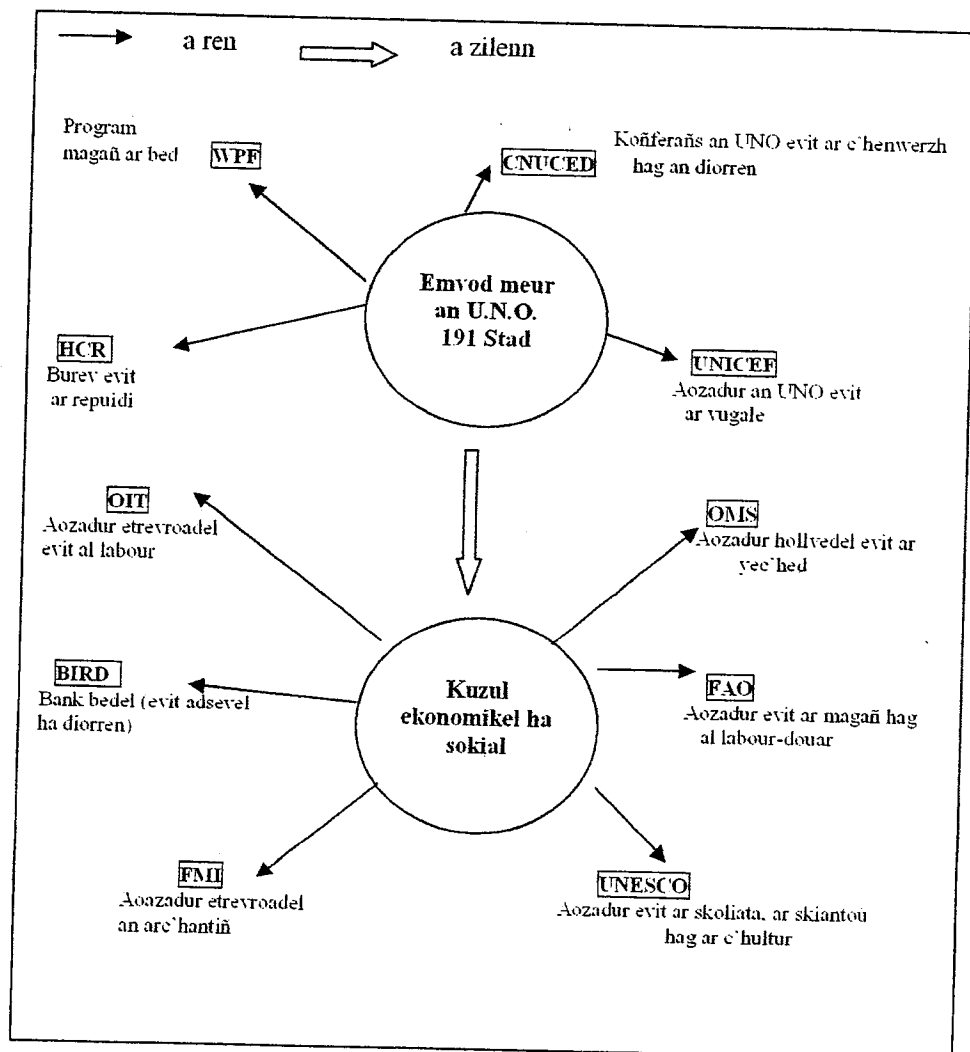 a ren
a zilenn
Program
magañ ar bed
WPF
CNUCED
Koñferañs an UNO evit ar c'henwerzh
hag an diorren
Emvod meur
an U.N.O.
191 Stad
HCR
Burev evit
ar repuidi
UNICEF
Aozadur an UNO evit
ar vugale
OIT
Aozadur etrevroadel
evit al labour
OMS
Aozadur hollvedel evit ar
yec'hed
BIRD
Bank bedel (evit adsevel
ha diorren)
Kuzul
ekonomikel ha
sokial
FAO
Aozadur evit ar magañ hag
al labour-douar
FMI
Aoazadur etrevroadel
an arc'hantiñ
UNESCO
Aozadur evit ar skoliata, ar skiantoù
hag ar c'hultur